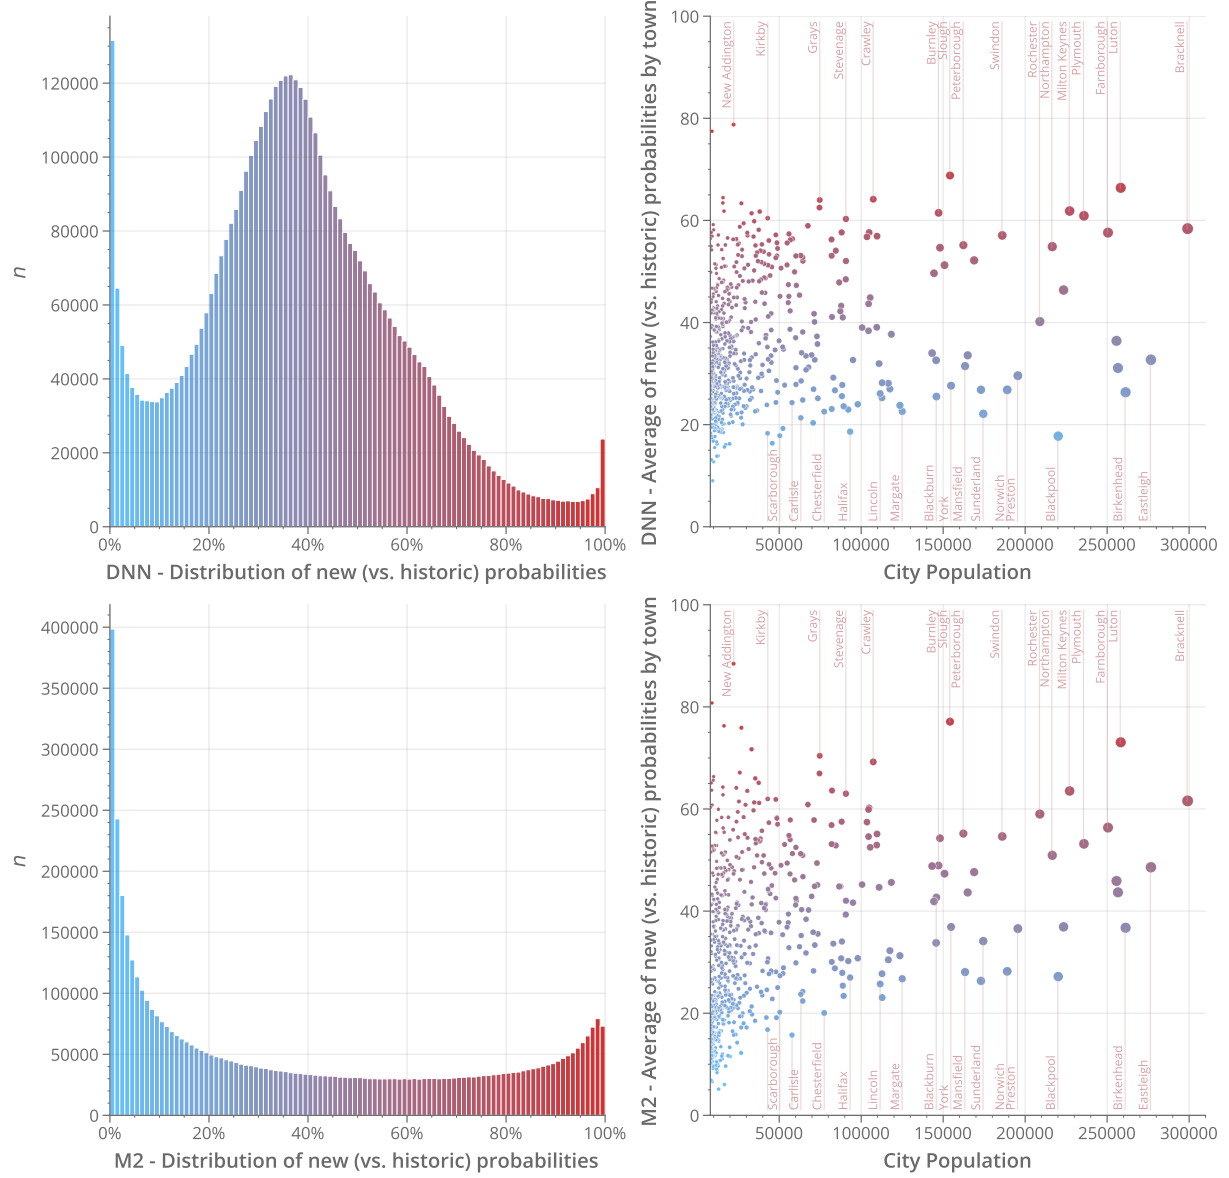 120000
100000
80000
60000
40000
20000
0
n
0%
20%
40%
60%
80%
100%
DNN - Distribution of new (vs. historic) probabilities
DNN - Average of new (vs. historic) probabilities by town
100
80
60
40
20
0
New Addington
Kirkby
Grays
Stevenage
Crawley
Burnley
Slough
Peterborough
Swindon
Rochester
Northampton
Milton Keynes
Plymouth
Farnborough
Luton
Bracknell
Scarborough
Carlisle
Chesterfield
Halifax
Lincoln
Margate
Blackburn
York
Mansfield
Sunderland
Norwich
Preston
Blackpool
Birkenhead
Eastleigh
50000
100000
150000
200000
250000
300000
City Population
400000
350000
300000
250000
200000
150000
100000
50000
0
n
0%
20%
40%
60%
80%
100%
M2 - Distribution of new (vs. historic) probabilities
M2 - Average of new (vs. historic) probabilities by town
100
80
60
40
20
0
New Addington
Kirkby
Grays
Stevenage
Crawley
Burnley
Slough
Peterborough
Swindon
Rochester
Northampton
Milton Keynes
Plymouth
Farnborough
Luton
Bracknell
Scarborough
Carlisle
Chesterfield
Halifax
Lincoln
Margate
Blackburn
York
Mansfield
Sunderland
Norwich
Preston
Blackpool
Birkenhead
Eastleigh
50000
100000
150000
200000
250000
300000
City Population